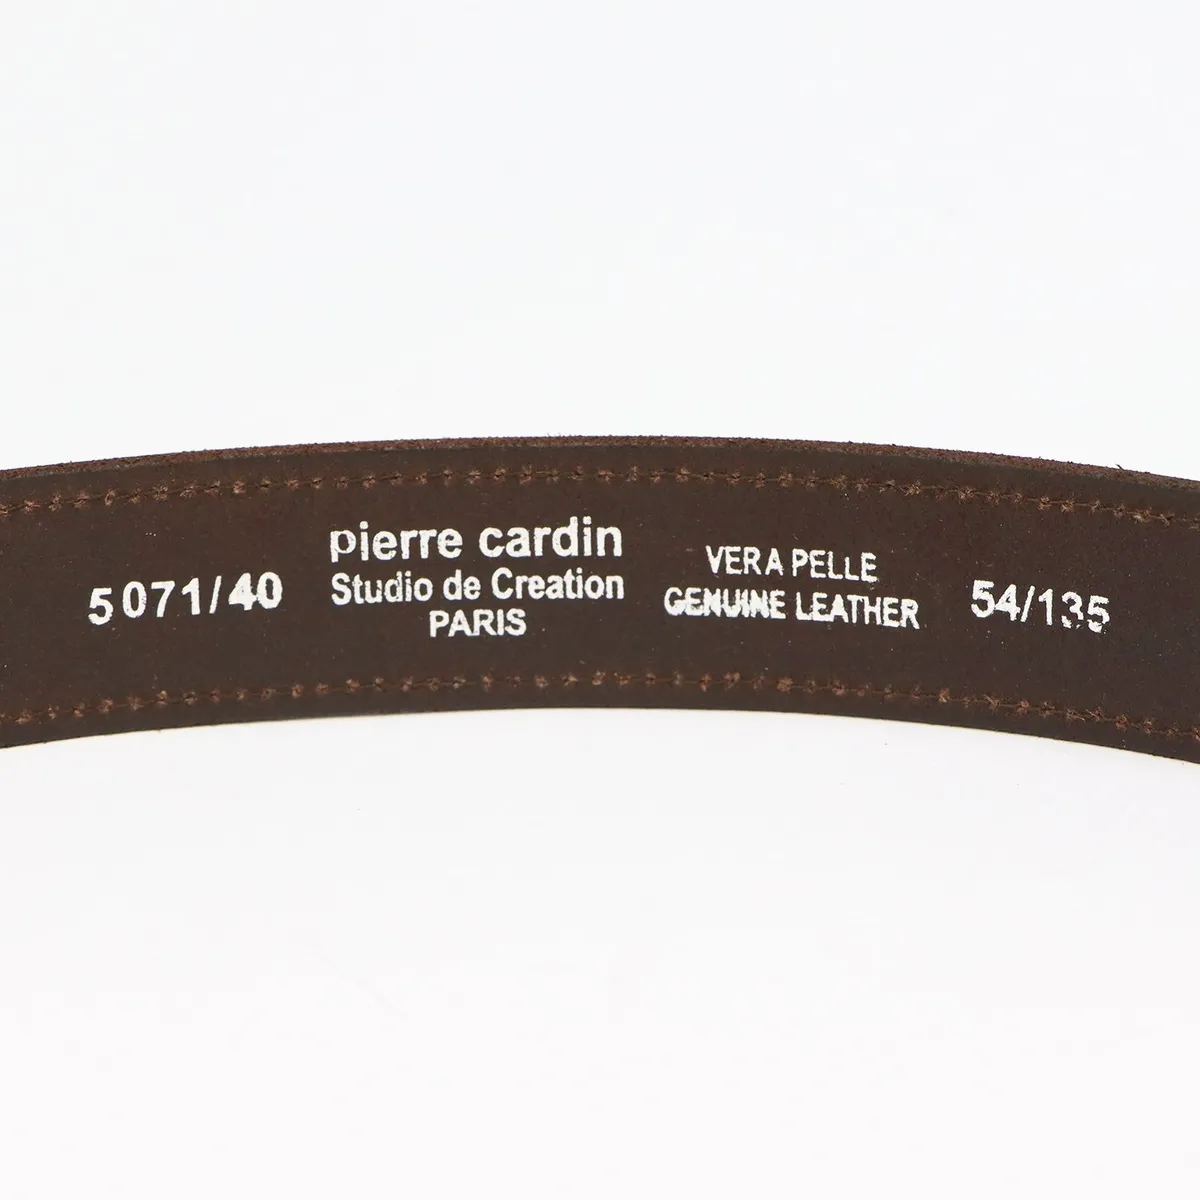 5071/40
pierre cardin
Studio de Creation
PARIS
VERA PELLE
GENUINE LEATHER
54/135